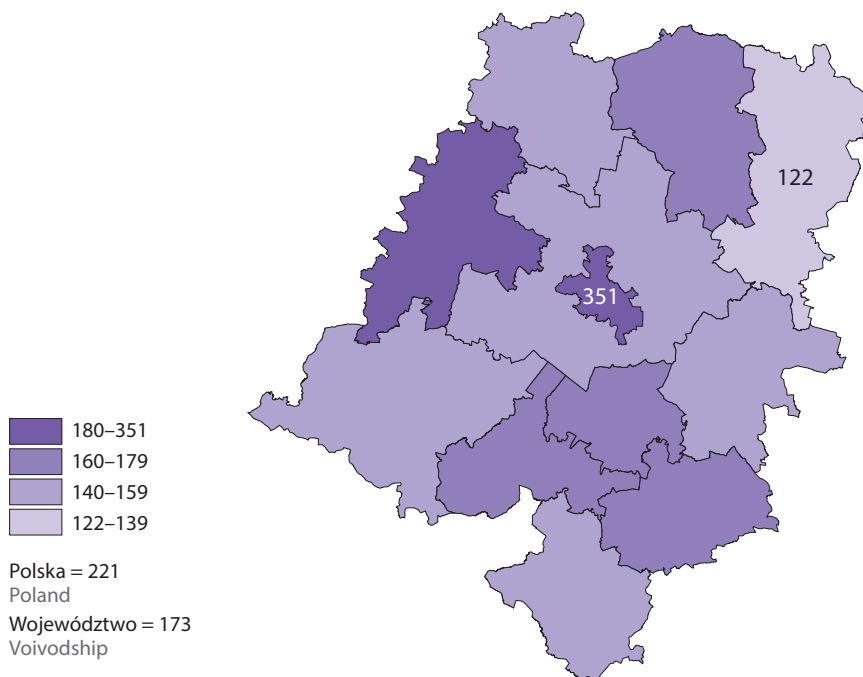 122
351
180–351
160–179
140–159
122–139
Polska = 221
Poland
Województwo = 173
Voivodship